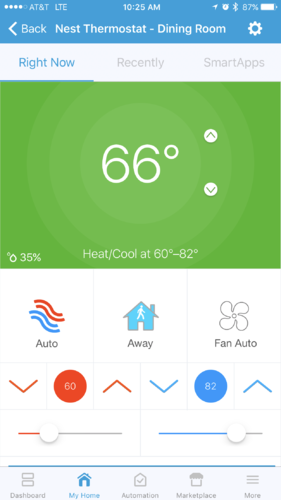 AT&T LTE 10:25 AM 87%
Back Nest Thermostat - Dining Room
Right Now Recently SmartApps
66°
35% Heat/Cool at 60°–82°
Auto Away Fan Auto
60 82
Dashboard My Home Automation Marketplace More